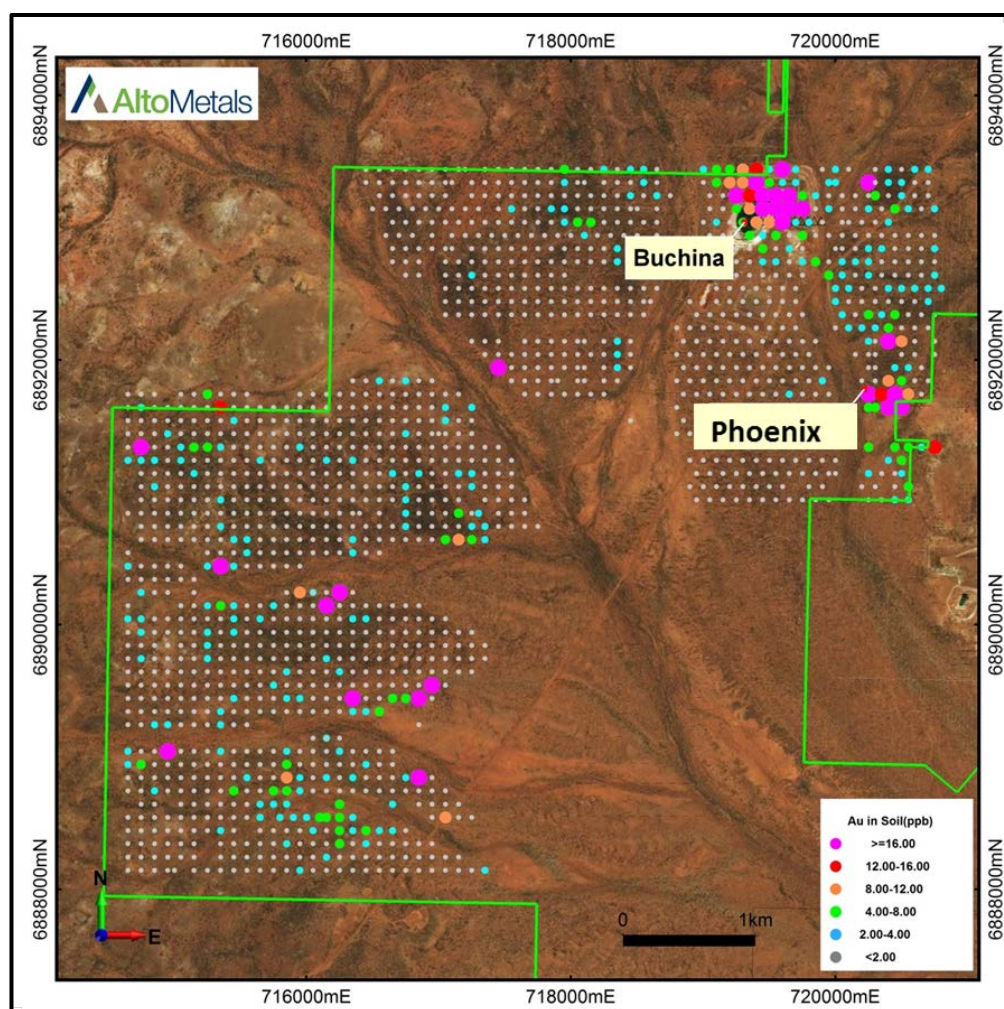 716000mE
718000mE
720000mE
6894000mN
6894000mN
AltoMetals
Buchina
6892000mN
6892000mN
Phoenix
6890000mN
6890000mN
Au in Soil(ppb)
>=16.00
12.00-16.00
8.00-12.00
4.00-8.00
2.00-4.00
<2.00
6888000mN
6888000mN
N
E
0
1km
716000mE
718000mE
720000mE